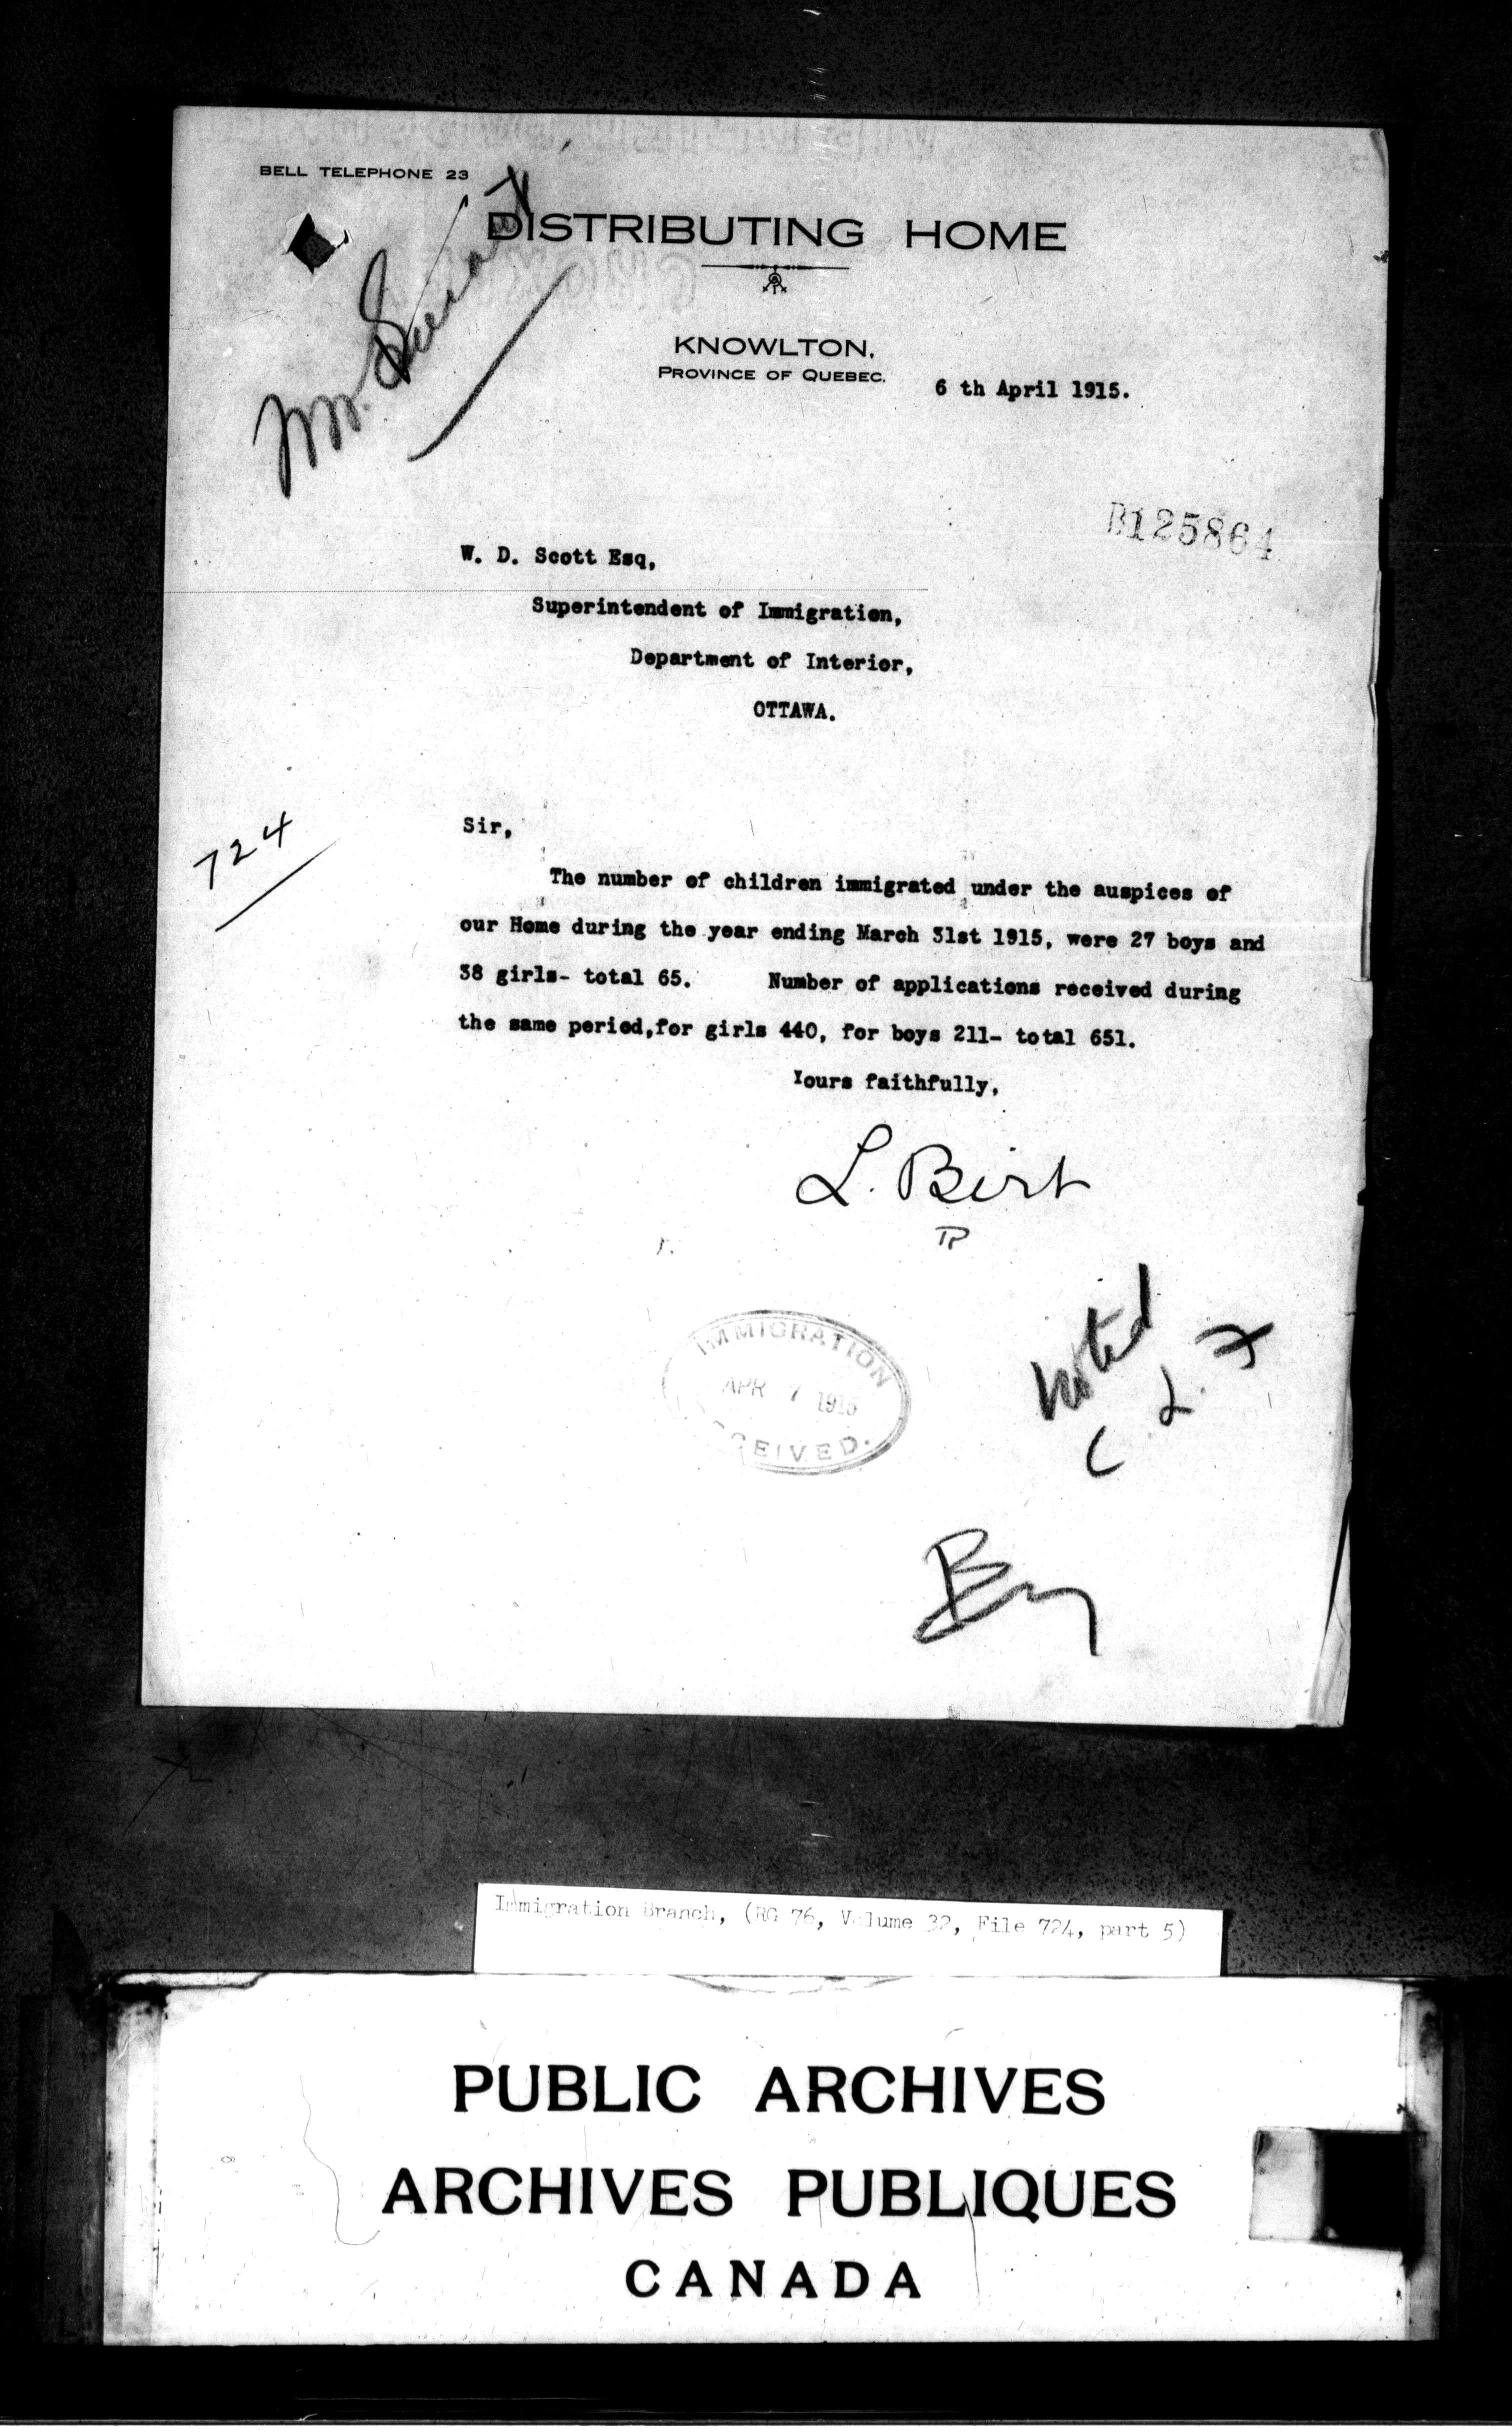 BELL TELEPHONE 23
DISTRIBUTING HOME
KNOWLTON,
PROVINCE OF QUEBEC.
6 th April 1915.
Mr.
B125864
W. D. Scott Esq,
Superintendent of Immigration,
Department of Interior,
OTTAWA.
724
Sir,
The number of children immigrated under the auspices of
our Home during the year ending March 31st 1915, were 27 boys and
38 girls- total 65. Number of applications received during
the same period,for girls 440, for boys 211- total 651.
Yours faithfully,
L. Birt
IMMIGRATION
APR 7 1915
CEIVED.
Noted
Immigration Branch, (RG 76, Volume 32, File 724, part 5)
PUBLIC ARCHIVES
ARCHIVES PUBLIQUES
CANADA